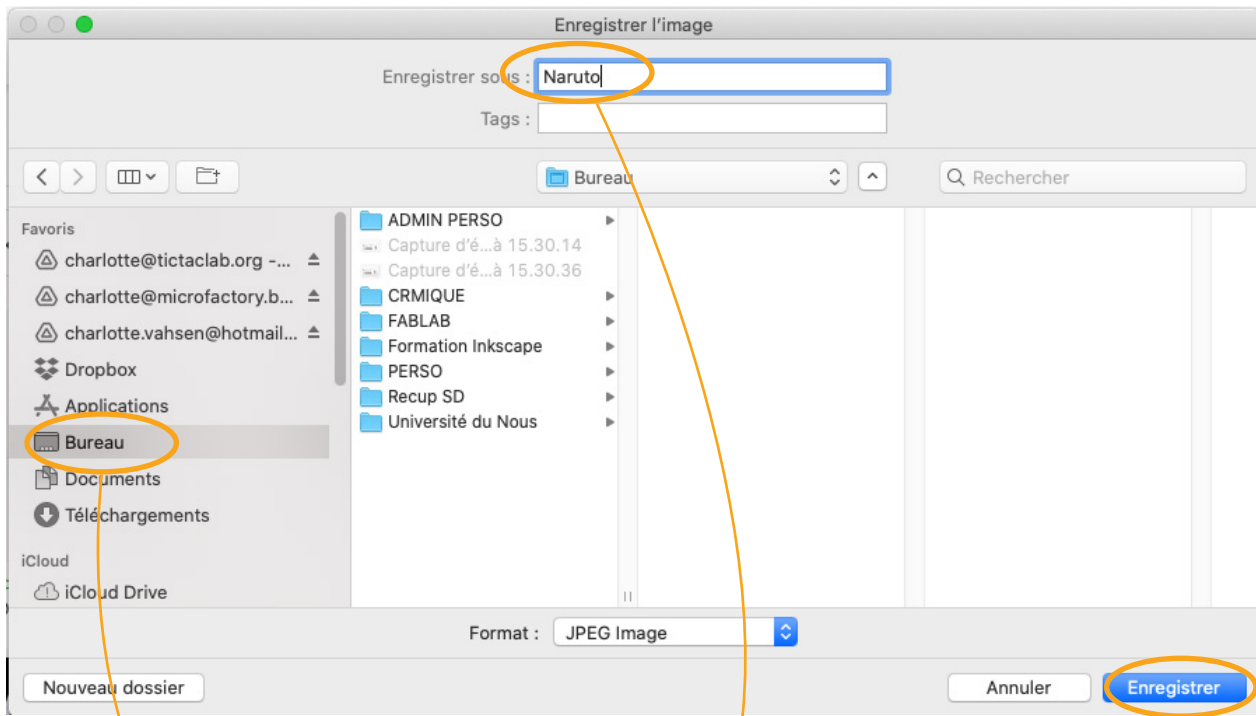 Enregistrer l'image
Enregistrer sous : Naruto
Tags :
Bureau
Rechercher
Favoris
charlotte@tictaclab.org -...
charlotte@microfactory.b...
charlotte.vahsen@hotmail...
Dropbox
Applications
Bureau
Documents
Téléchargements
iCloud
iCloud Drive
ADMIN PERSO
Capture d'é...à 15.30.14
Capture d'é...à 15.30.36
CRMIQUE
FABLAB
Formation Inkscape
PERSO
Recup SD
Université du Nous
Format : JPEG Image
Nouveau dossier
Annuler
Enregistrer